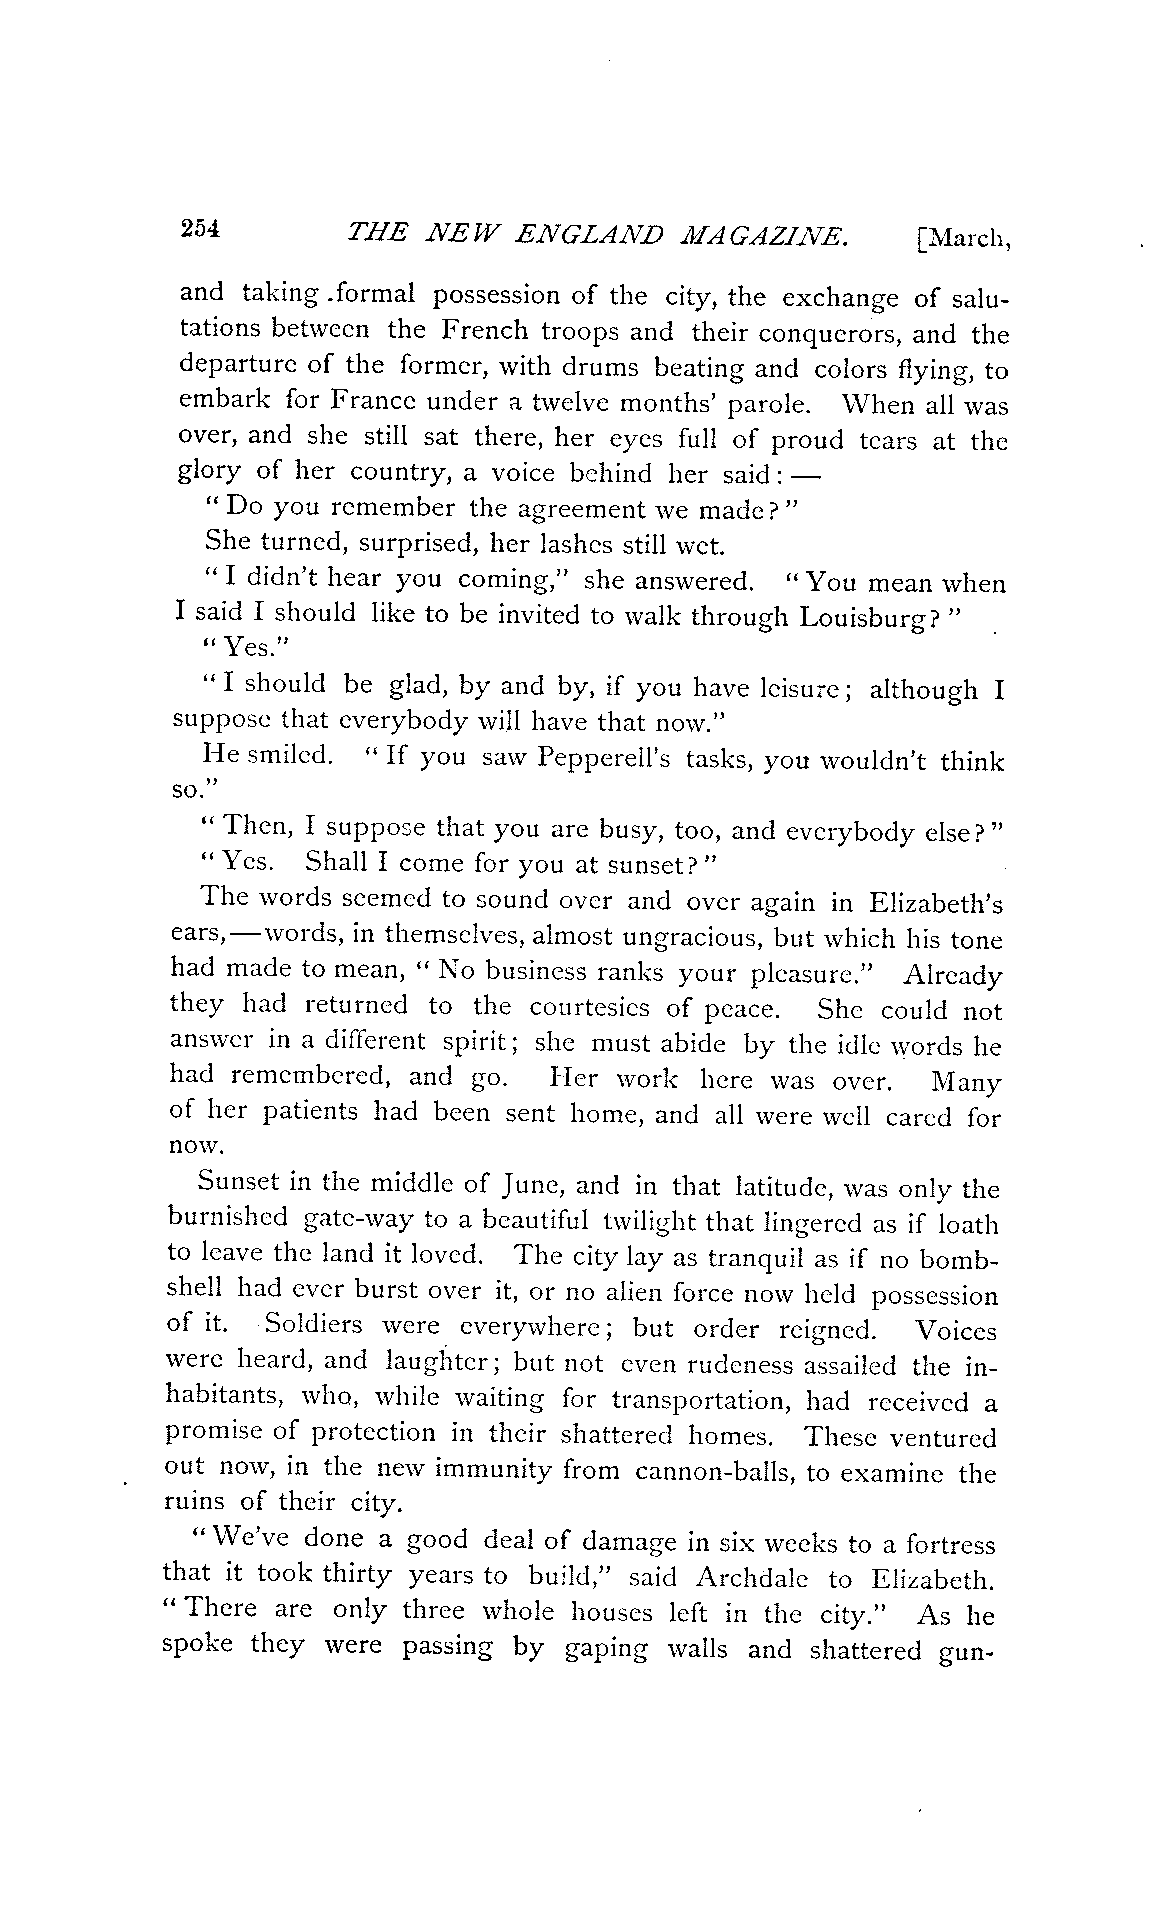 254 THE NEW ENGLAND MAGAZINE. [March,
and taking .formal possession of the city, the exchange of salu-
tations between the French troops and their conquerors, and the
departure of the former, with drums beating and colors flying, to
embark for France under a twelve months' parole. When all was
over, and she still sat there, her eyes full of proud tears at the
glory of her country, a voice behind her said: —
"Do you remember the agreement we made?"
She turned, surprised, her lashes still wet.
"I didn't hear you coming," she answered. "You mean when
I said I should like to be invited to walk through Louisburg?"
"Yes."
"I should be glad, by and by, if you have leisure; although I
suppose that everybody will have that now."
He smiled. "If you saw Pepperell's tasks, you wouldn't think
so."
"Then, I suppose that you are busy, too, and everybody else?"
"Yes. Shall I come for you at sunset?"
The words seemed to sound over and over again in Elizabeth's
ears,—words, in themselves, almost ungracious, but which his tone
had made to mean, "No business ranks your pleasure." Already
they had returned to the courtesies of peace. She could not
answer in a different spirit; she must abide by the idle words he
had remembered, and go. Her work here was over. Many
of her patients had been sent home, and all were well cared for
now.
Sunset in the middle of June, and in that latitude, was only the
burnished gate-way to a beautiful twilight that lingered as if loath
to leave the land it loved. The city lay as tranquil as if no bomb-
shell had ever burst over it, or no alien force now held possession
of it. Soldiers were everywhere; but order reigned. Voices
were heard, and laughter; but not even rudeness assailed the in-
habitants, who, while waiting for transportation, had received a
promise of protection in their shattered homes. These ventured
out now, in the new immunity from cannon-balls, to examine the
ruins of their city.
"We've done a good deal of damage in six weeks to a fortress
that it took thirty years to build," said Archdale to Elizabeth.
"There are only three whole houses left in the city." As he
spoke they were passing by gaping walls and shattered gun-